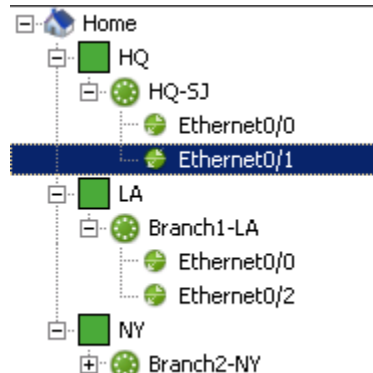 Home
HQ
HQ-SJ
Ethernet0/0
Ethernet0/1
LA
Branch1-LA
Ethernet0/0
Ethernet0/2
NY
Branch2-NY